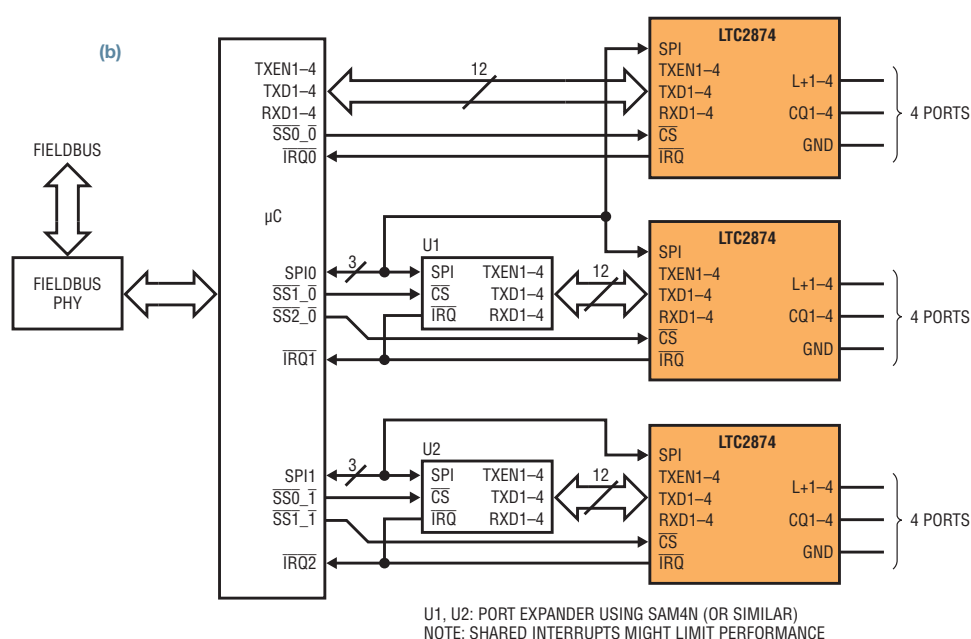 (b)
FIELDBUS
FIELDBUS
PHY
µC
TXEN1–4
TXD1–4
RXD1–4
SS0_0
IRQ0
SPI0
SS1_0
SS2_0
IRQ1
SPI1
SS0_1
SS1_1
IRQ2
12
LTC2874
SPI
TXEN1–4
TXD1–4
RXD1–4
CS
IRQ
L+1–4
CQ1–4
GND
4 PORTS
3
U1
SPI
CS
IRQ
TXEN1–4
TXD1–4
RXD1–4
12
LTC2874
SPI
TXEN1–4
TXD1–4
RXD1–4
CS
IRQ
L+1–4
CQ1–4
GND
4 PORTS
3
U2
SPI
CS
IRQ
TXEN1–4
TXD1–4
RXD1–4
12
LTC2874
SPI
TXEN1–4
TXD1–4
RXD1–4
CS
IRQ
L+1–4
CQ1–4
GND
4 PORTS
U1, U2: PORT EXPANDER USING SAM4N (OR SIMILAR)
NOTE: SHARED INTERRUPTS MIGHT LIMIT PERFORMANCE